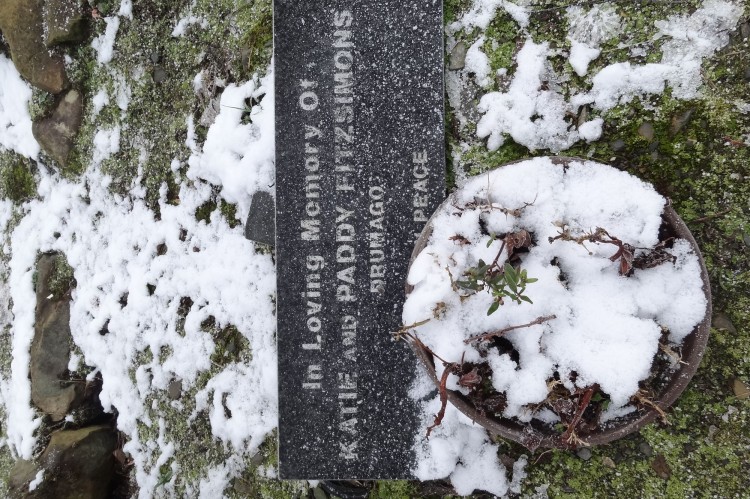 In Loving Memory Of
KATIE AND PADDY FITZSIMONS
DRUMAGO
PEACE